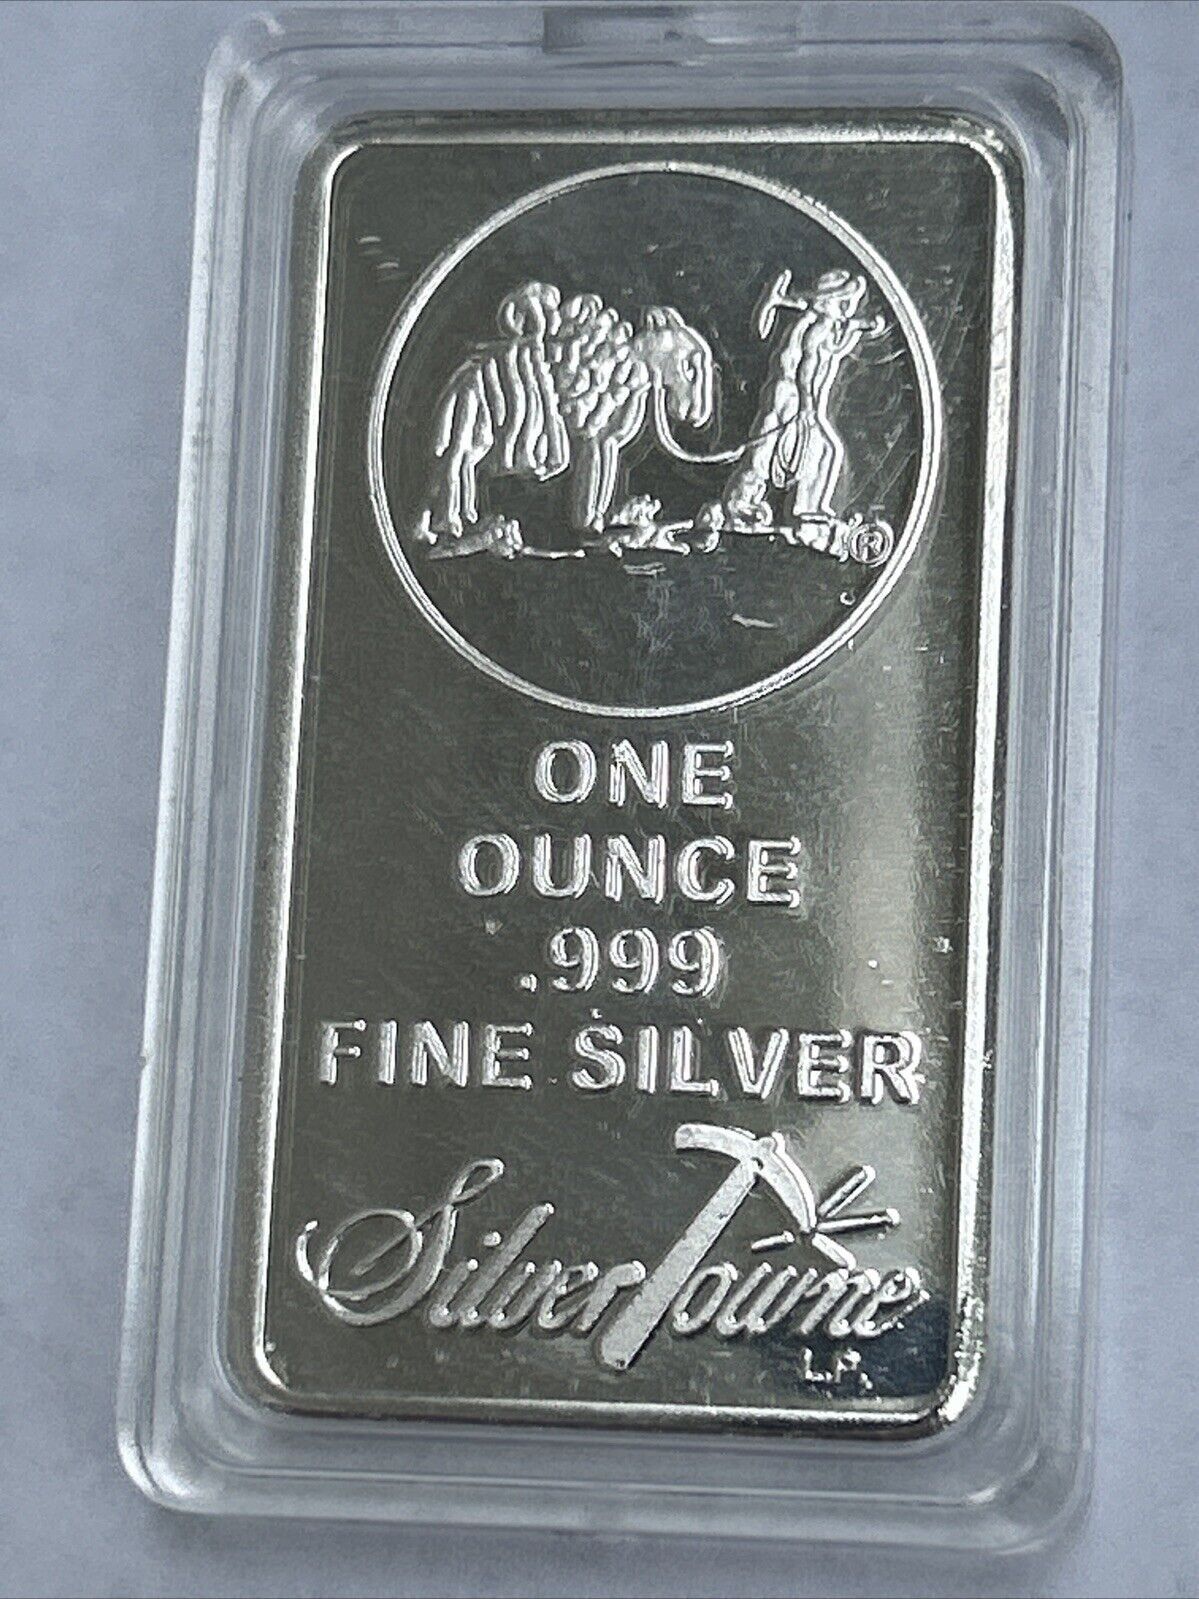 ®
ONE
OUNCE
.999
FINE SILVER
SilverTowne
L.P.